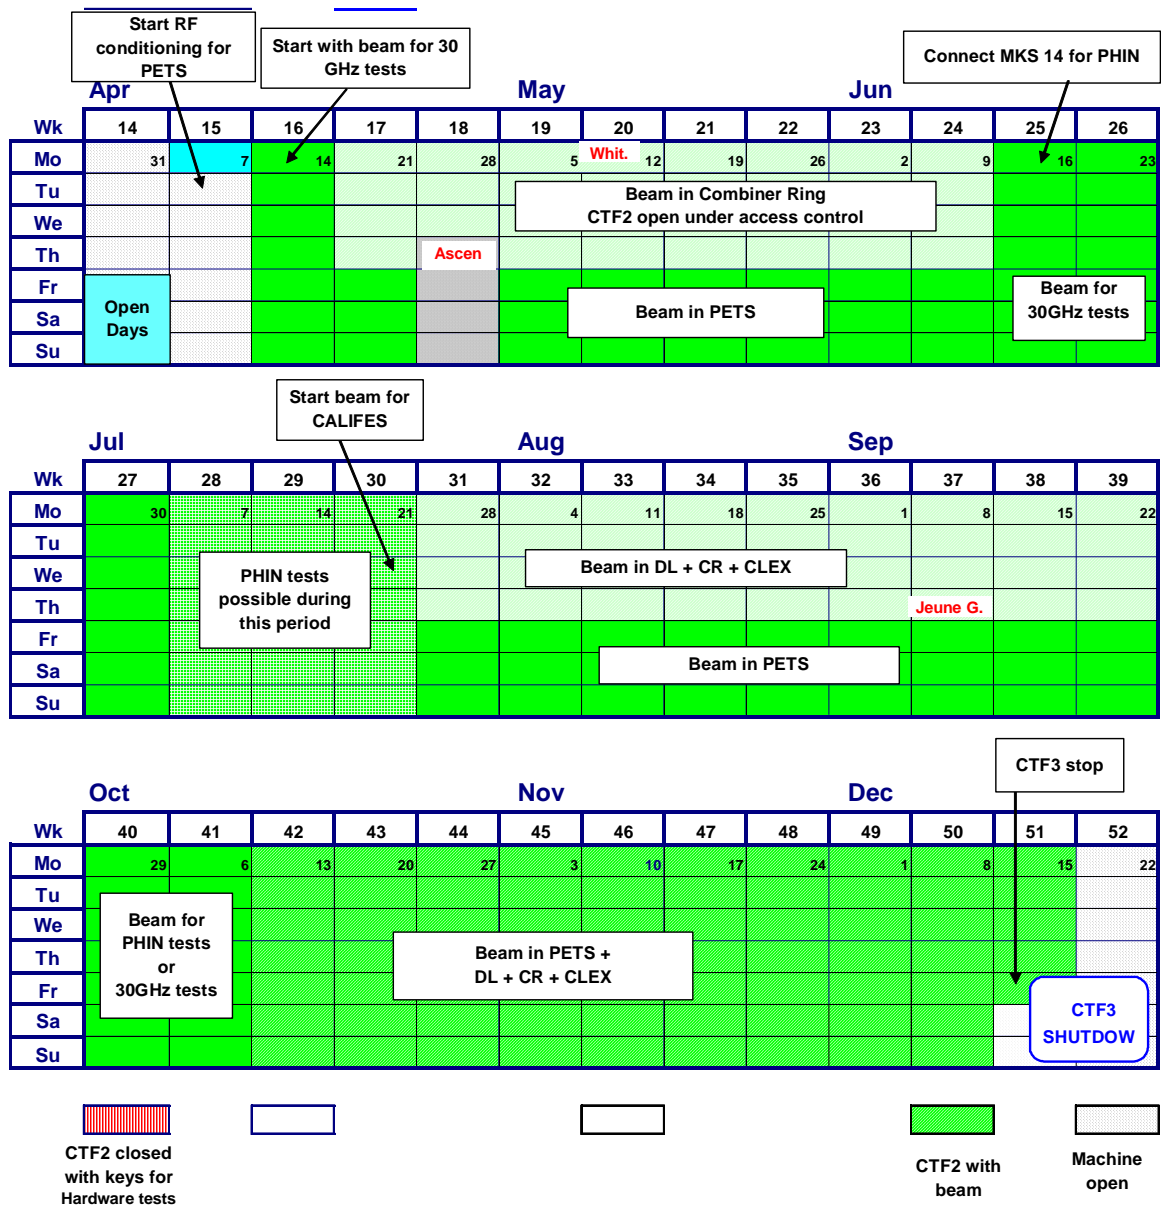 Start RF
conditioning for
PETS
Start with beam for 30
GHz tests
Connect MKS 14 for PHIN
Apr May Jun
Wk 14 15 16 17 18 19 20 21 22 23 24 25 26
Mo 31 7 14 21 28 5 Whit. 12 19 26 2 9 16 23
Tu
We
Th
Fr
Sa
Su
Beam in Combiner Ring
CTF2 open under access control
Ascen
Open
Days
Beam in PETS
Beam for
30GHz tests
Start beam for
CALIFES
Jul Aug Sep
Wk 27 28 29 30 31 32 33 34 35 36 37 38 39
Mo 30 7 14 21 28 4 11 18 25 1 8 15 22
Tu
We
Th
Fr
Sa
Su
PHIN tests
possible during
this period
Beam in DL + CR + CLEX
Jeune G.
Beam in PETS
CTF3 stop
Oct Nov Dec
Wk 40 41 42 43 44 45 46 47 48 49 50 51 52
Mo 29 6 13 20 27 3 10 17 24 1 8 15 22
Tu
We
Th
Fr
Sa
Su
Beam for
PHIN tests
or
30GHz tests
Beam in PETS +
DL + CR + CLEX
CTF3
SHUTDOW
CTF2 closed
with keys for
Hardware tests
CTF2 with
beam
Machine
open